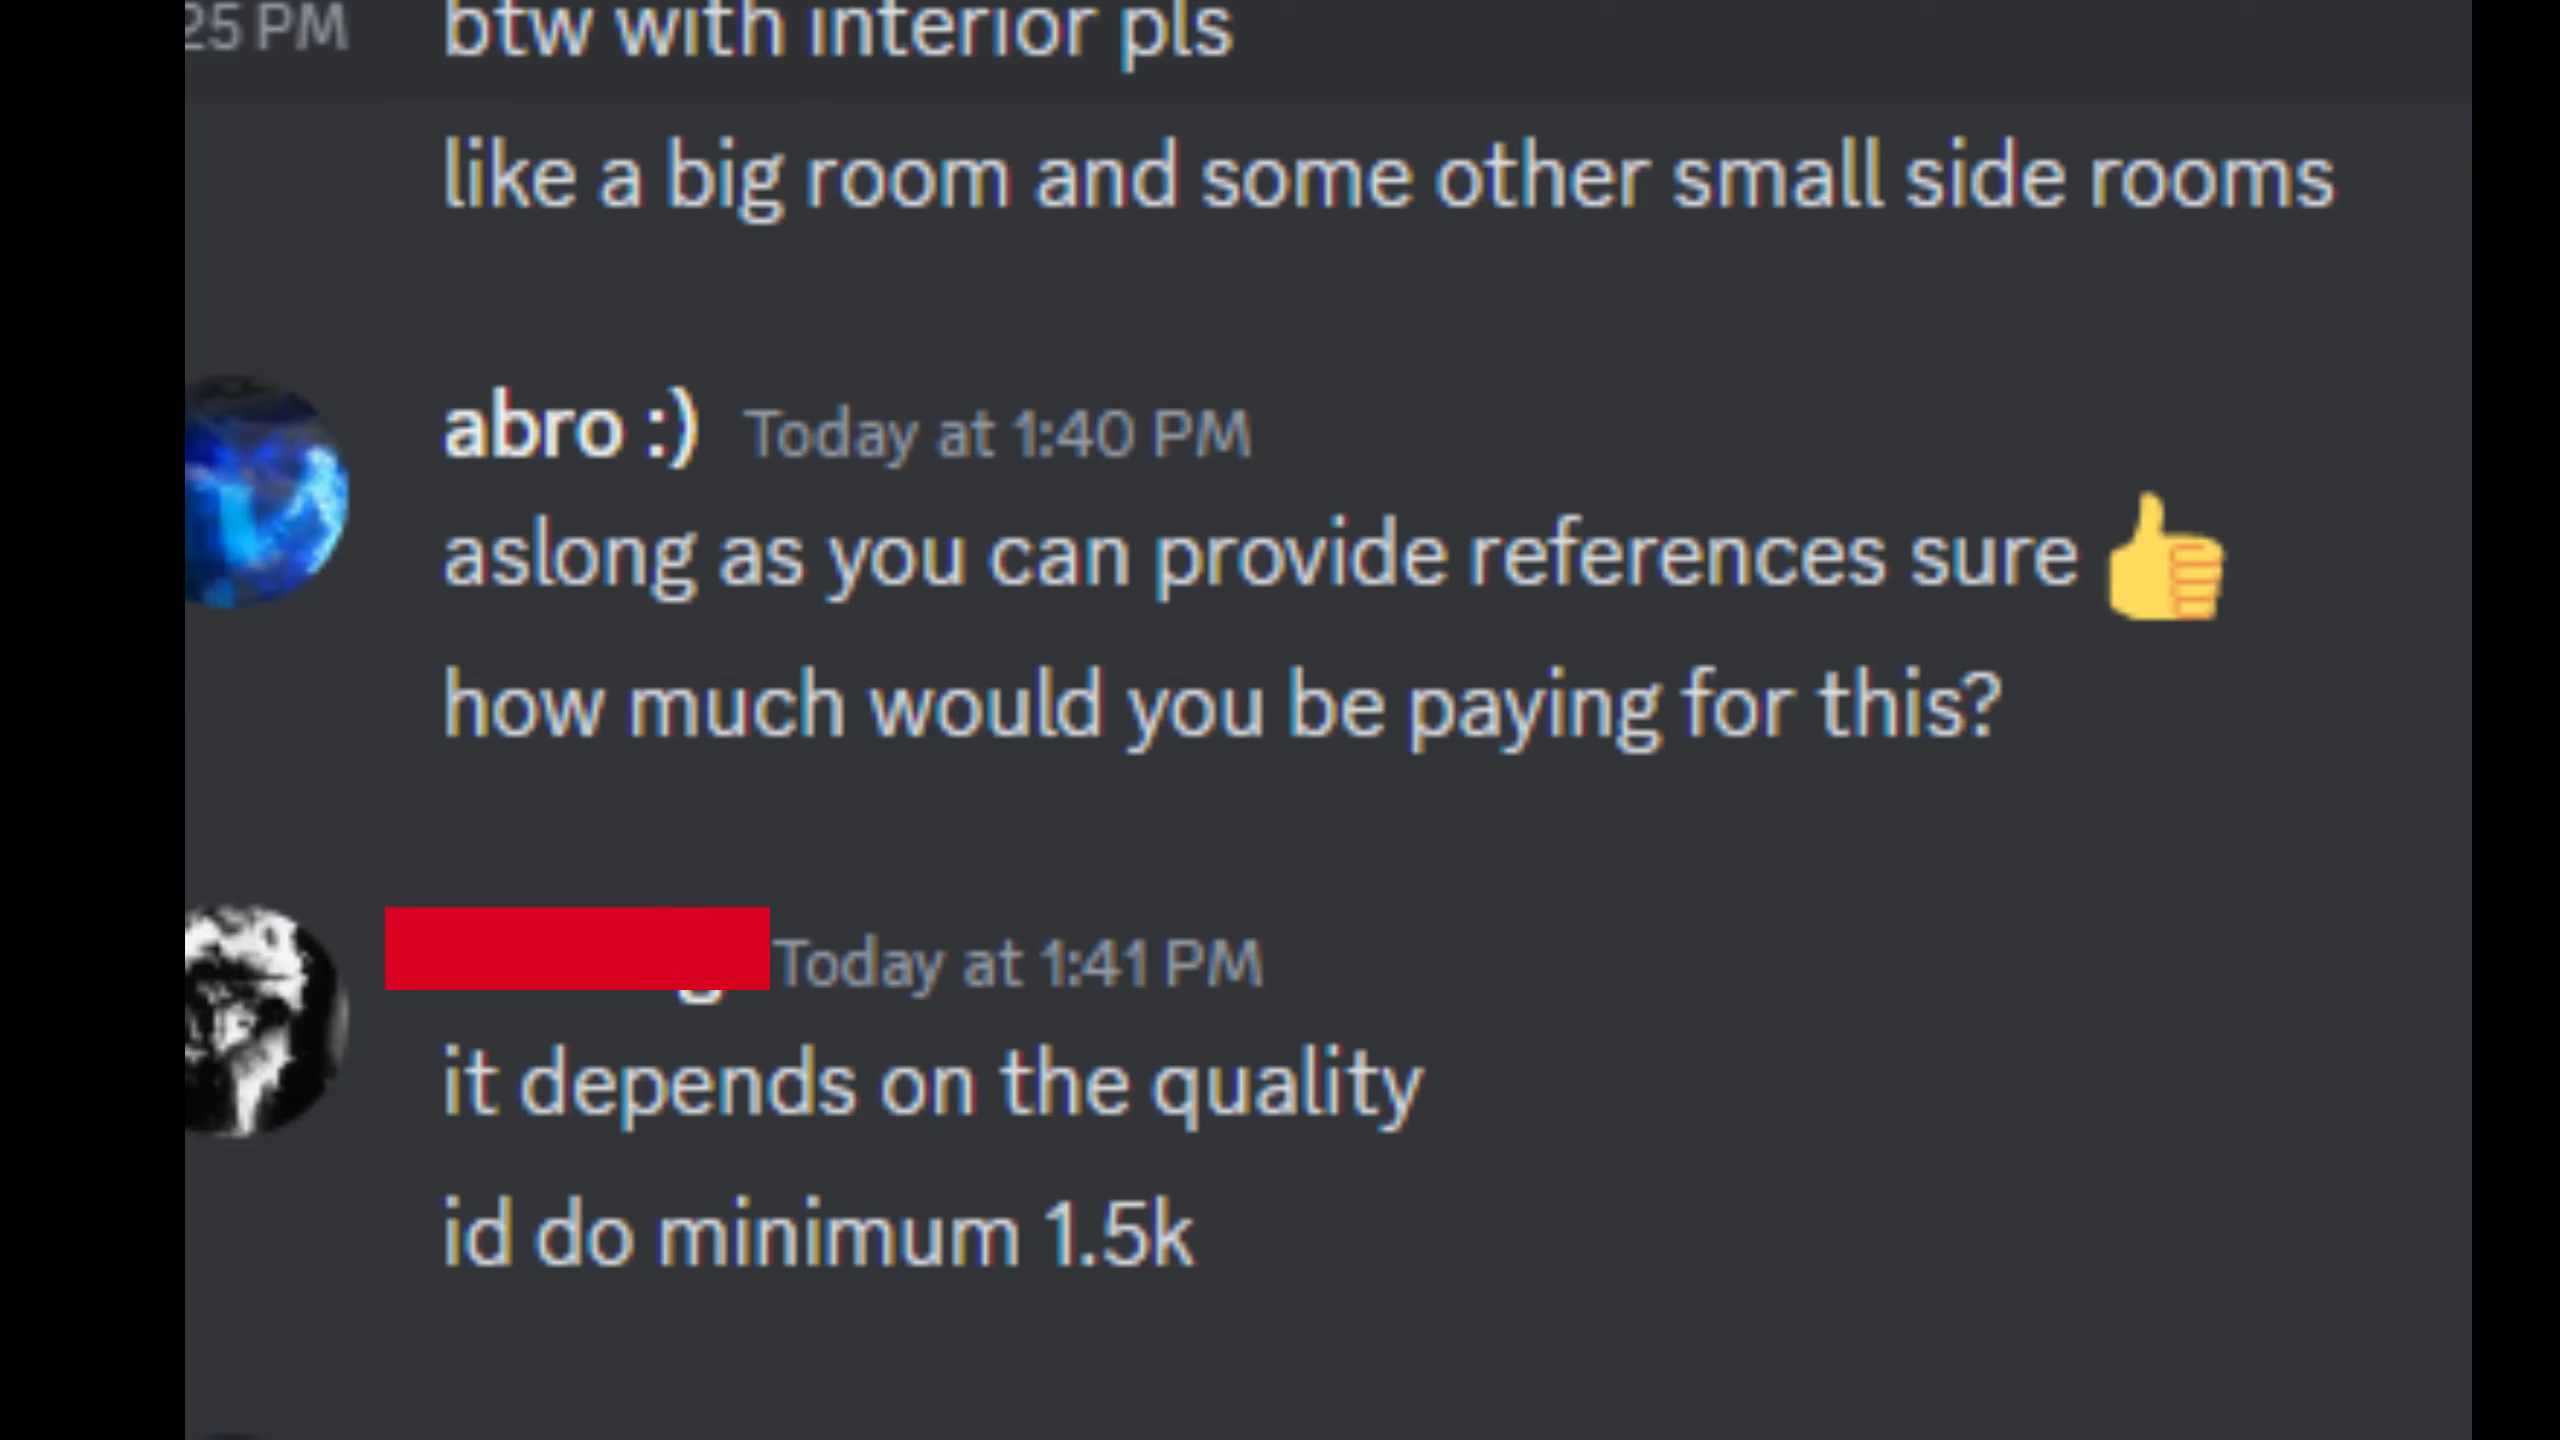 25 PM btw with interior pls
like a big room and some other small side rooms
abro :) Today at 1:40 PM
aslong as you can provide references sure 👍
how much would you be paying for this?
Today at 1:41 PM
it depends on the quality
id do minimum 1.5k